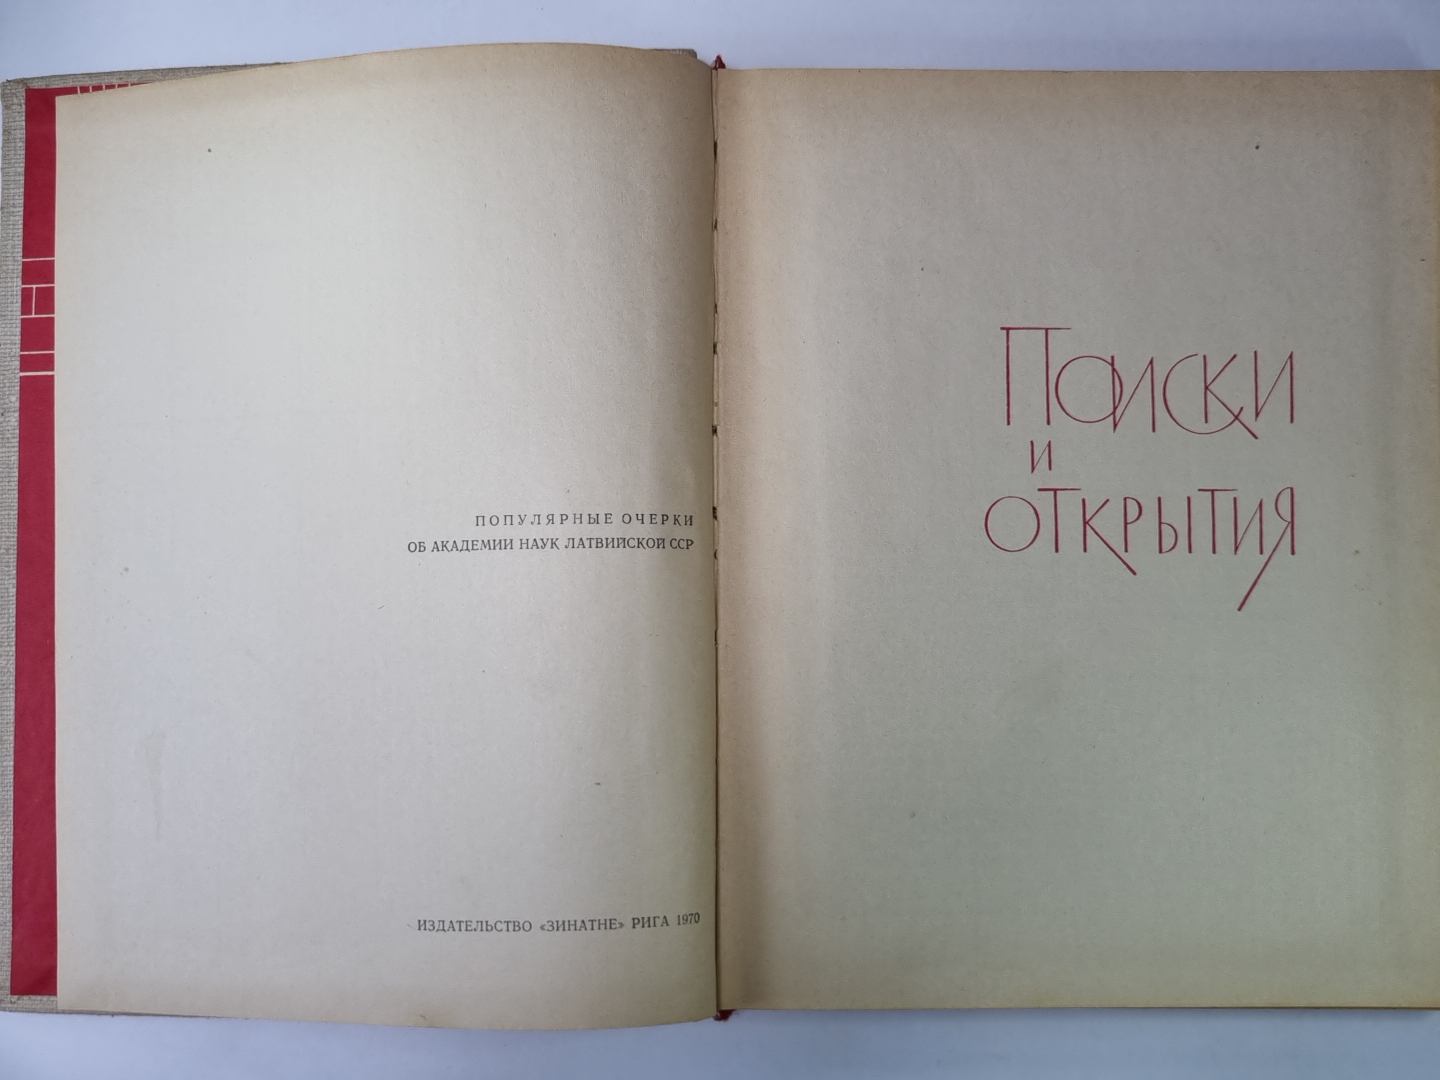 ПОПУЛЯРНЫЕ ОЧЕРКИ
ОБ АКАДЕМИИ НАУК ЛАТВИЙСКОЙ ССР
ИЗДАТЕЛЬСТВО «ЗИНАТНЕ» РИГА 1970
ПОИСКИ
И
ОТКРЫТИЯ